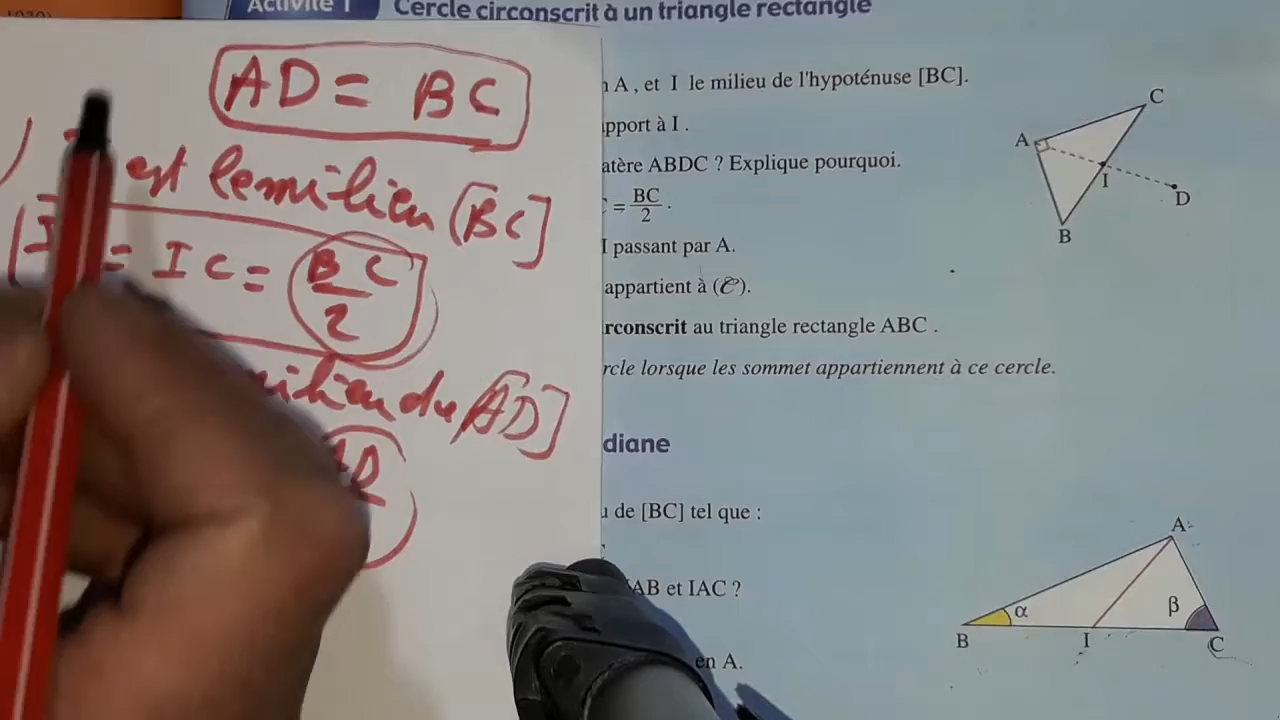 Activité 1 Cercle circonscrit à un triangle rectangle
AD = BC
est le milieu [BC]
I = IC = BC/2
milieu du [AD]
AD
A, et I le milieu de l'hypoténuse [BC].
pport à I .
atère ABDC ? Explique pourquoi.
= BC/2 .
I passant par A.
appartient à (C).
rconscrit au triangle rectangle ABC .
rcle lorsque les sommet appartiennent à ce cercle.
C
A
I
D
B
diane
de [BC] tel que :
AB et IAC ?
en A.
A
α
β
B
I
C